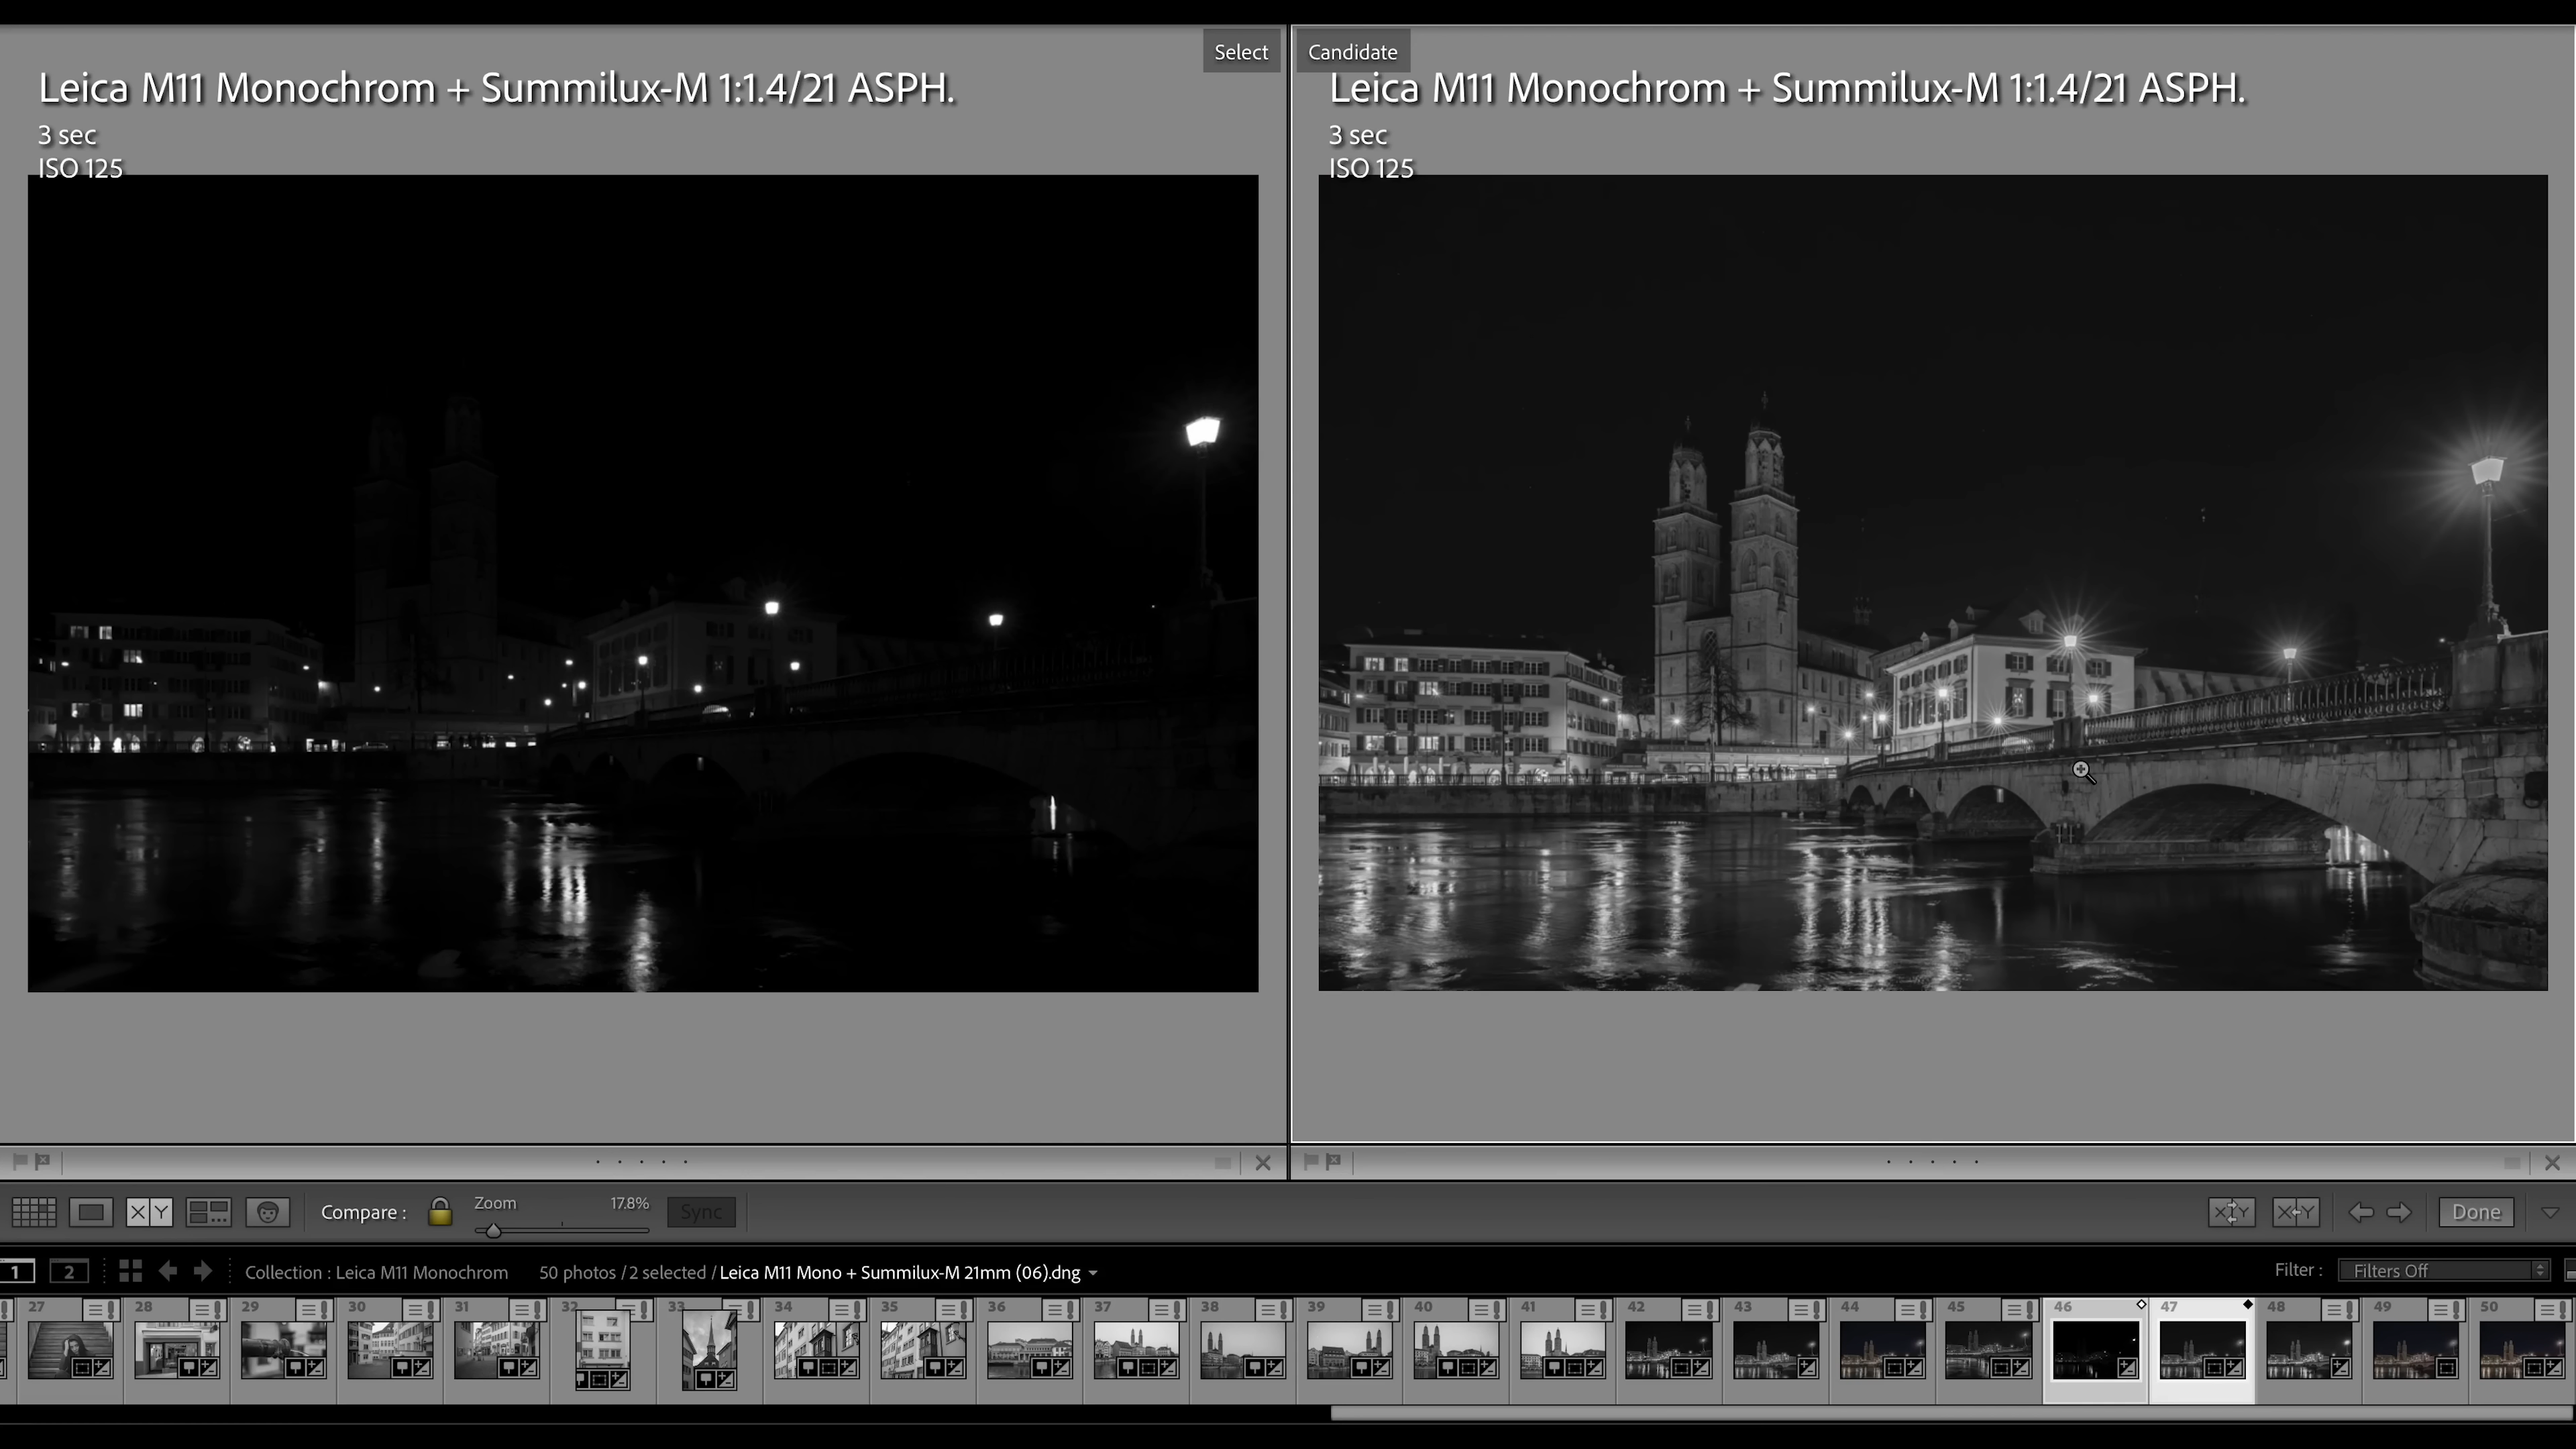 Select
Candidate
Leica M11 Monochrom + Summilux-M 1:1.4/21 ASPH.
3 sec
ISO 125
Leica M11 Monochrom + Summilux-M 1:1.4/21 ASPH.
3 sec
ISO 125
X Y
Compare :
Zoom
17.8%
Sync
X Y
X Y
Done
1
2
Collection : Leica M11 Monochrom
50 photos / 2 selected / Leica M11 Mono + Summilux-M 21mm (06).dng
Filter :
Filters Off
27 28 29 30 31 32 33 34 35 36 37 38 39 40 41 42 43 44 45 46 47 48 49 50